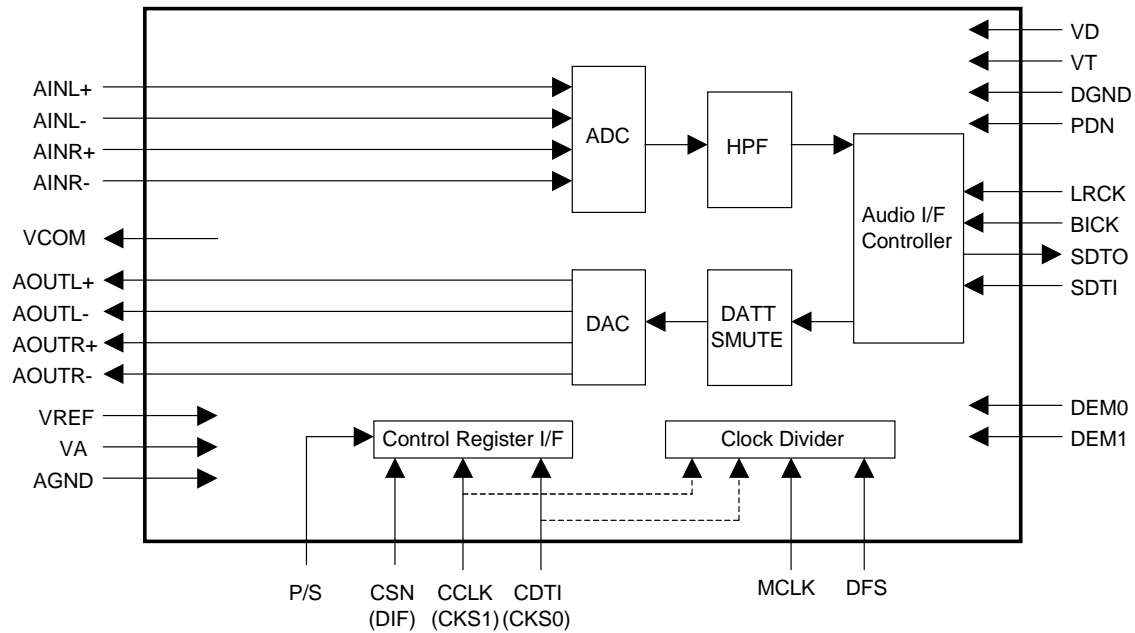 AINL+
AINL-
AINR+
AINR-
VCOM
AOUTL+
AOUTL-
AOUTR+
AOUTR-
VREF
VA
AGND
ADC
HPF
Audio I/F
Controller
DAC
DATT
SMUTE
Control Register I/F
Clock Divider
VD
VT
DGND
PDN
LRCK
BICK
SDTO
SDTI
DEM0
DEM1
P/S
CSN
(DIF)
CCLK
(CKS1)
CDTI
(CKS0)
MCLK
DFS